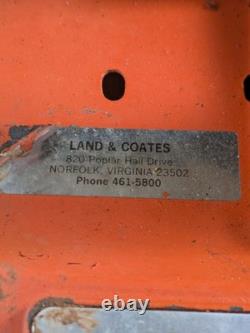 LAND & COATES
820 Poplar Hall Drive
NORFOLK, VIRGINIA 23502
Phone 461-5800